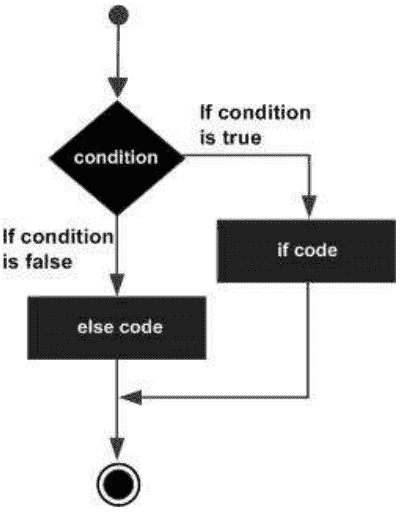 If condition
is true
condition
If condition
is false
if code
else code